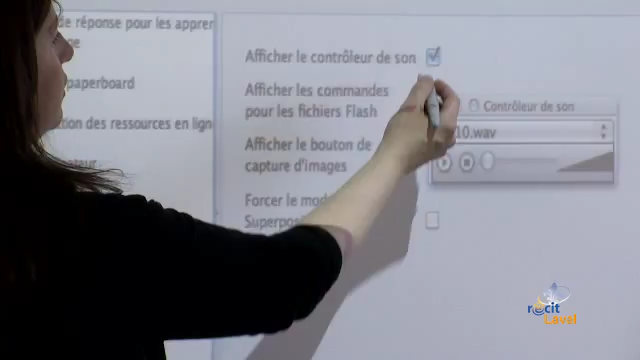 de réponse pour les appren
paperboard
tion des ressources en lign
Afficher le contrôleur de son
Afficher les commandes
pour les fichiers Flash
Afficher le bouton de
capture d'images
Forcer le mod
Superposi
Contrôleur de son
10.wav
récit
Laval